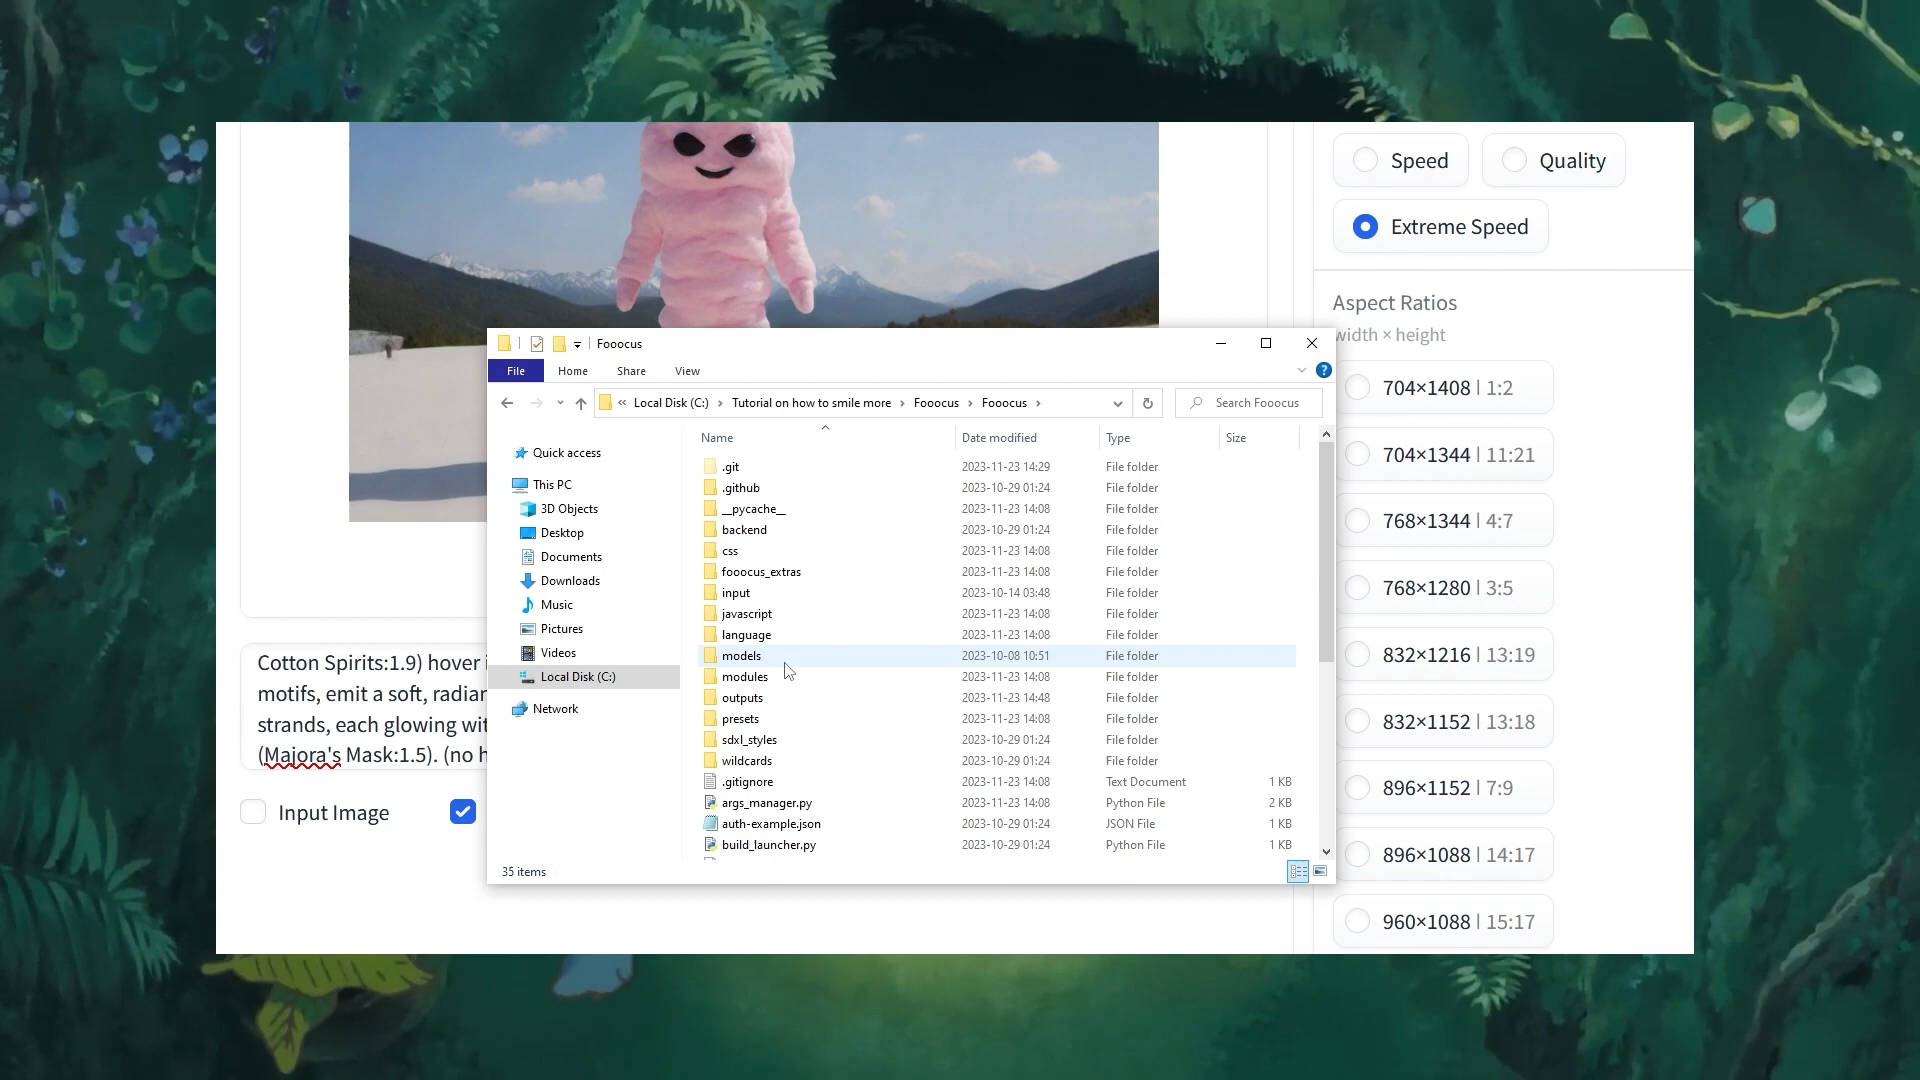 Speed
Quality
Extreme Speed
Aspect Ratios
width × height
704×1408 | 1:2
704×1344 | 11:21
768×1344 | 4:7
768×1280 | 3:5
832×1216 | 13:19
832×1152 | 13:18
896×1152 | 7:9
896×1088 | 14:17
960×1088 | 15:17
Cotton Spirits:1.9) hover
motifs, emit a soft,
strands, each glowing
(Majora's Mask:1.5). (no
Input Image
Fooocus
File
Home
Share
View
?
« Local Disk (C:) › Tutorial on how to smile more › Fooocus › Fooocus ›
Search Fooocus
Quick access
This PC
3D Objects
Desktop
Documents
Downloads
Music
Pictures
Videos
Local Disk (C:)
Network
Name Date modified Type Size
.git 2023-11-23 14:29 File folder
.github 2023-10-29 01:24 File folder
__pycache__ 2023-11-23 14:08 File folder
backend 2023-10-29 01:24 File folder
css 2023-11-23 14:08 File folder
fooocus_extras 2023-11-23 14:08 File folder
input 2023-10-14 03:48 File folder
javascript 2023-11-23 14:08 File folder
language 2023-11-23 14:08 File folder
models 2023-10-08 10:51 File folder
modules 2023-11-23 14:08 File folder
outputs 2023-11-23 14:48 File folder
presets 2023-11-23 14:08 File folder
sdxl_styles 2023-10-29 01:24 File folder
wildcards 2023-10-29 01:24 File folder
.gitignore 2023-11-23 14:08 Text Document 1 KB
args_manager.py 2023-11-23 14:08 Python File 2 KB
auth-example.json 2023-10-29 01:24 JSON File 1 KB
build_launcher.py 2023-10-29 01:24 Python File 1 KB
35 items